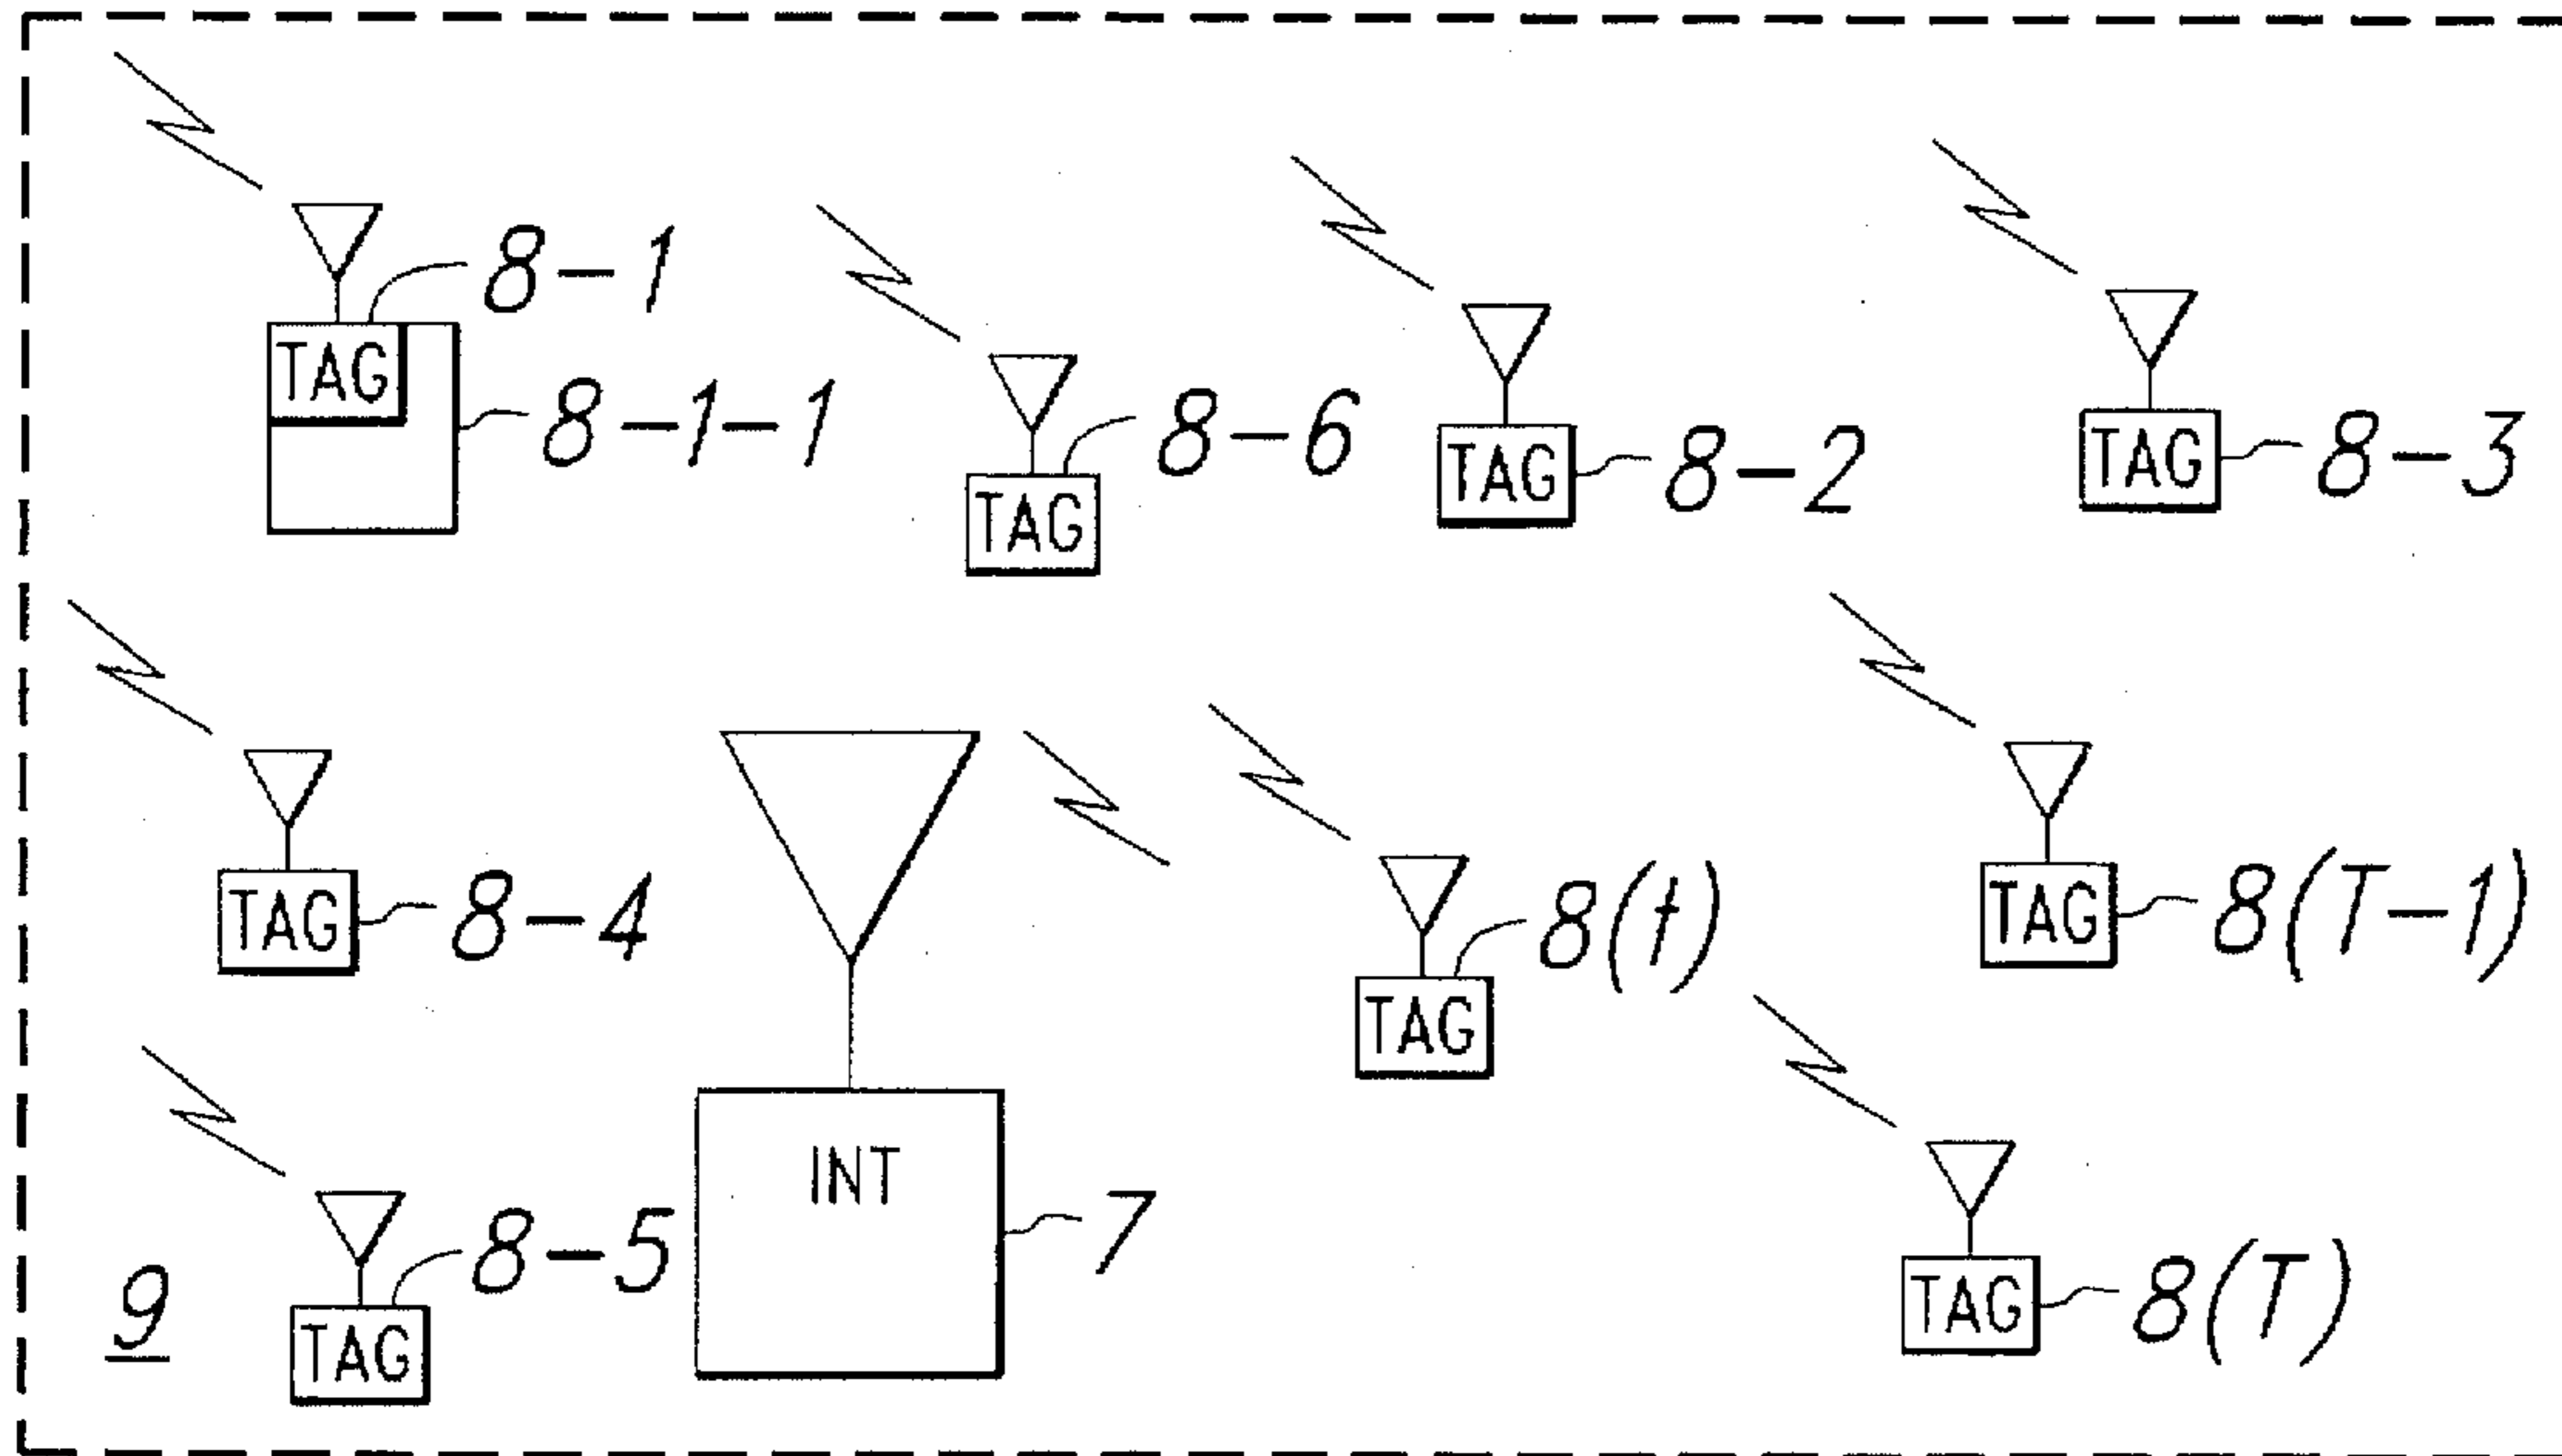 8-1
TAG
8-1-1
8-6
TAG
8-2
TAG
8-3
TAG
8-4
TAG
8(t)
TAG
8(T-1)
TAG
INT
7
8-5
TAG
9
8(T)
TAG